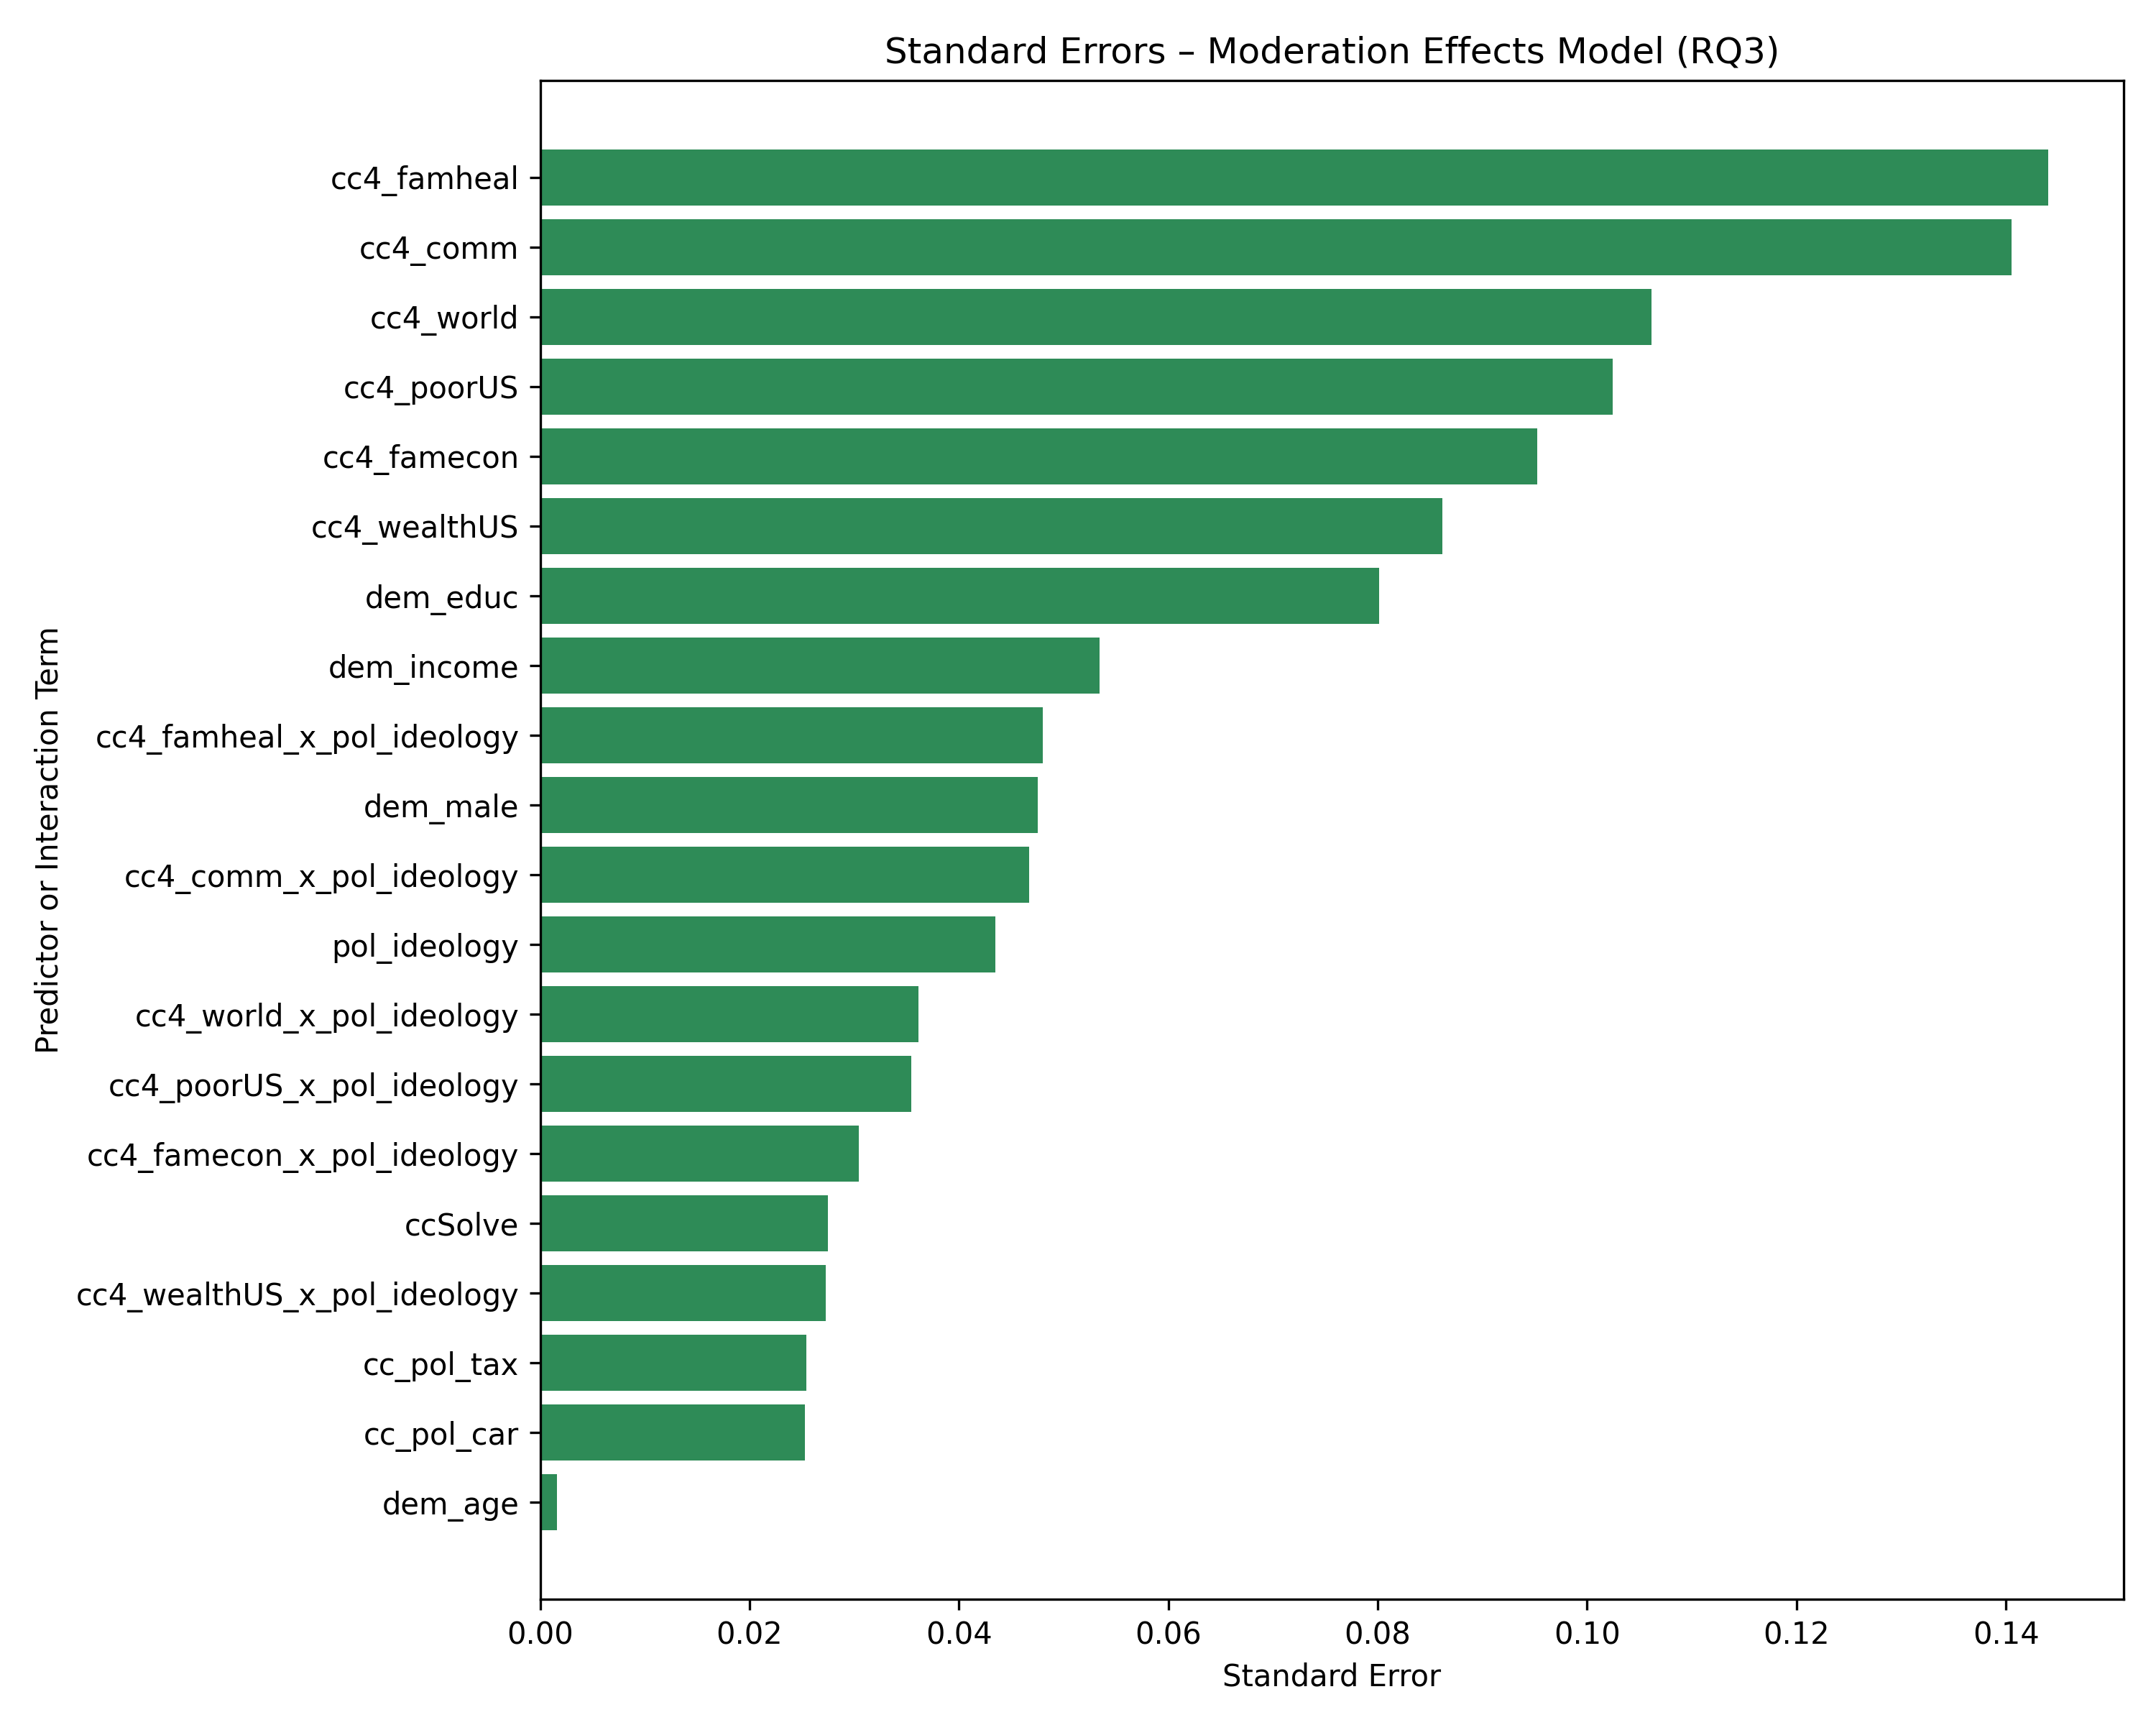 Standard Errors – Moderation Effects Model (RQ3)
Predictor or Interaction Term
cc4_famheal
cc4_comm
cc4_world
cc4_poorUS
cc4_famecon
cc4_wealthUS
dem_educ
dem_income
cc4_famheal_x_pol_ideology
dem_male
cc4_comm_x_pol_ideology
pol_ideology
cc4_world_x_pol_ideology
cc4_poorUS_x_pol_ideology
cc4_famecon_x_pol_ideology
ccSolve
cc4_wealthUS_x_pol_ideology
cc_pol_tax
cc_pol_car
dem_age
0.00 0.02 0.04 0.06 0.08 0.10 0.12 0.14
Standard Error